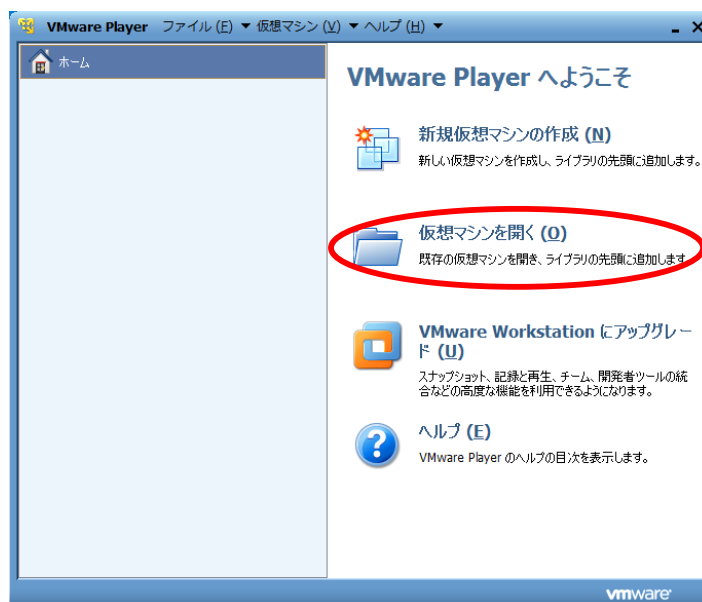 VMware Player ファイル(E) ▼ 仮想マシン(V) ▼ ヘルプ(H) ▼
ホーム
VMware Player へようこそ
新規仮想マシンの作成 (N)
新しい仮想マシンを作成し、ライブラリの先頭に追加します。
仮想マシンを開く (O)
既存の仮想マシンを開き、ライブラリの先頭に追加します
VMware Workstation にアップグレー
ド (U)
スナップショット、記録と再生、チーム、開発者ツールの統
合などの高度な機能を利用できるようになります。
ヘルプ (E)
VMware Player のヘルプの目次を表示します。
vmware